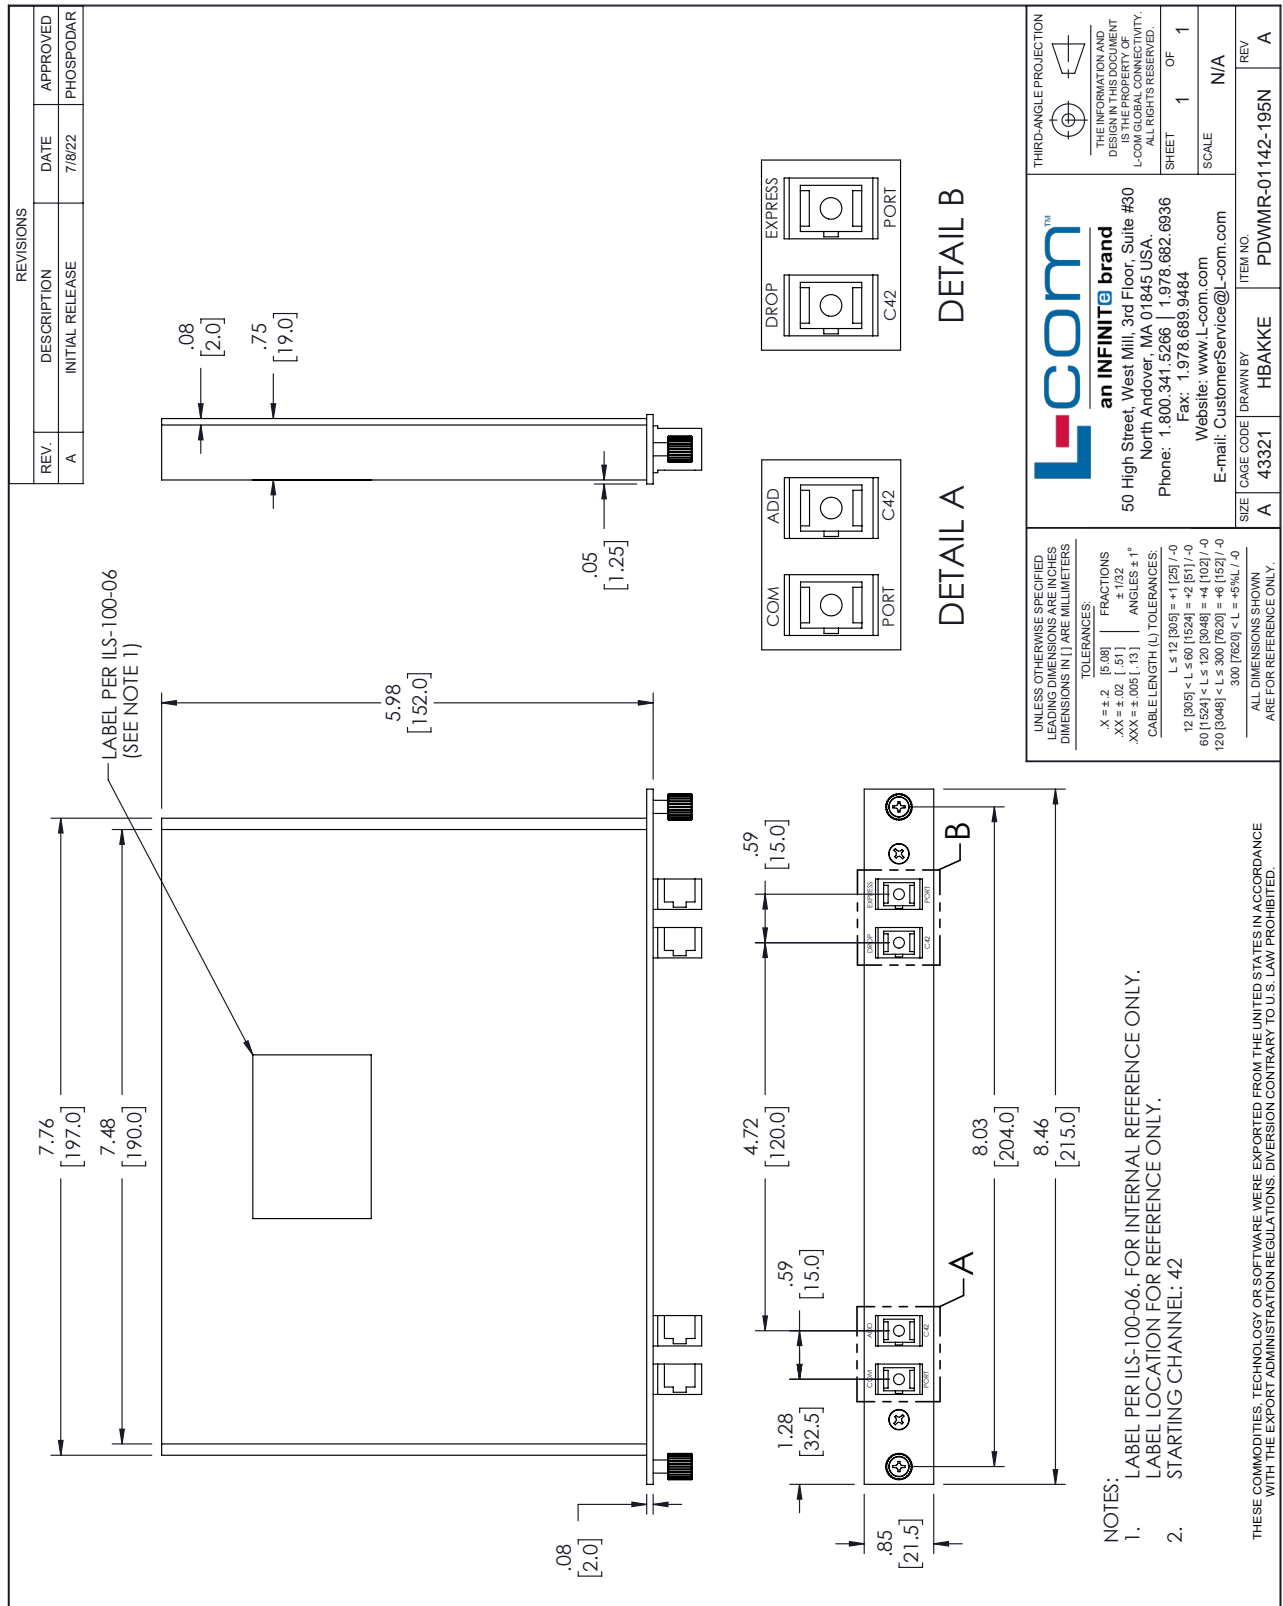 REVISIONS
REV. DESCRIPTION DATE APPROVED
A INITIAL RELEASE 7/8/22 PHOSPODAR
7.76
[197.0]
7.48
[190.0]
LABEL PER ILS-100-06
(SEE NOTE 1)
5.98
[152.0]
.08
[2.0]
.08
[2.0]
.75
[19.0]
.05
[1.25]
1.28
[32.5]
.59
[15.0]
4.72
[120.0]
.59
[15.0]
.85
[21.5]
COM
PORT
ADD
C42
DROP
C42
EXPRESS
PORT
A
B
8.03
[204.0]
8.46
[215.0]
COM ADD
PORT C42
DETAIL A
DROP EXPRESS
C42 PORT
DETAIL B
NOTES:
1. LABEL PER ILS-100-06. FOR INTERNAL REFERENCE ONLY.
LABEL LOCATION FOR REFERENCE ONLY.
2. STARTING CHANNEL: 42
THESE COMMODITIES, TECHNOLOGY OR SOFTWARE WERE EXPORTED FROM THE UNITED STATES IN ACCORDANCE
WITH THE EXPORT ADMINISTRATION REGULATIONS. DIVERSION CONTRARY TO U.S. LAW PROHIBITED.
UNLESS OTHERWISE SPECIFIED
LEADING DIMENSIONS ARE INCHES
DIMENSIONS IN [ ] ARE MILLIMETERS
TOLERANCES:
.X = ± .2 [5.08] FRACTIONS
.XX = ± .02 [ .51] ± 1/32
.XXX = ± .005 [ .13 ] ANGLES ± 1°
CABLE LENGTH (L) TOLERANCES:
L ≤ 12 [305] = +1 [25] / -0
12 [305] < L ≤ 60 [1524] = +2 [51] / -0
60 [1524] < L ≤ 120 [3048] = +4 [102] / -0
120 [3048] < L ≤ 300 [7620] = +6 [152] / -0
300 [7620] < L = +5%L / -0
ALL DIMENSIONS SHOWN
ARE FOR REFERENCE ONLY.
L-com™
an INFINITe brand
50 High Street, West Mill, 3rd Floor, Suite #30
North Andover, MA 01845 USA.
Phone: 1.800.341.5266 | 1.978.682.6936
Fax: 1.978.689.9484
Website: www.L-com.com
E-mail: CustomerService@L-com.com
THIRD-ANGLE PROJECTION
THE INFORMATION AND
DESIGN IN THIS DOCUMENT
IS THE PROPERTY OF
L-COM GLOBAL CONNECTIVITY.
ALL RIGHTS RESERVED.
SHEET 1 OF 1
SCALE N/A
SIZE CAGE CODE DRAWN BY ITEM NO. REV
A 43321 HBAKKE PDWMR-01142-195N A